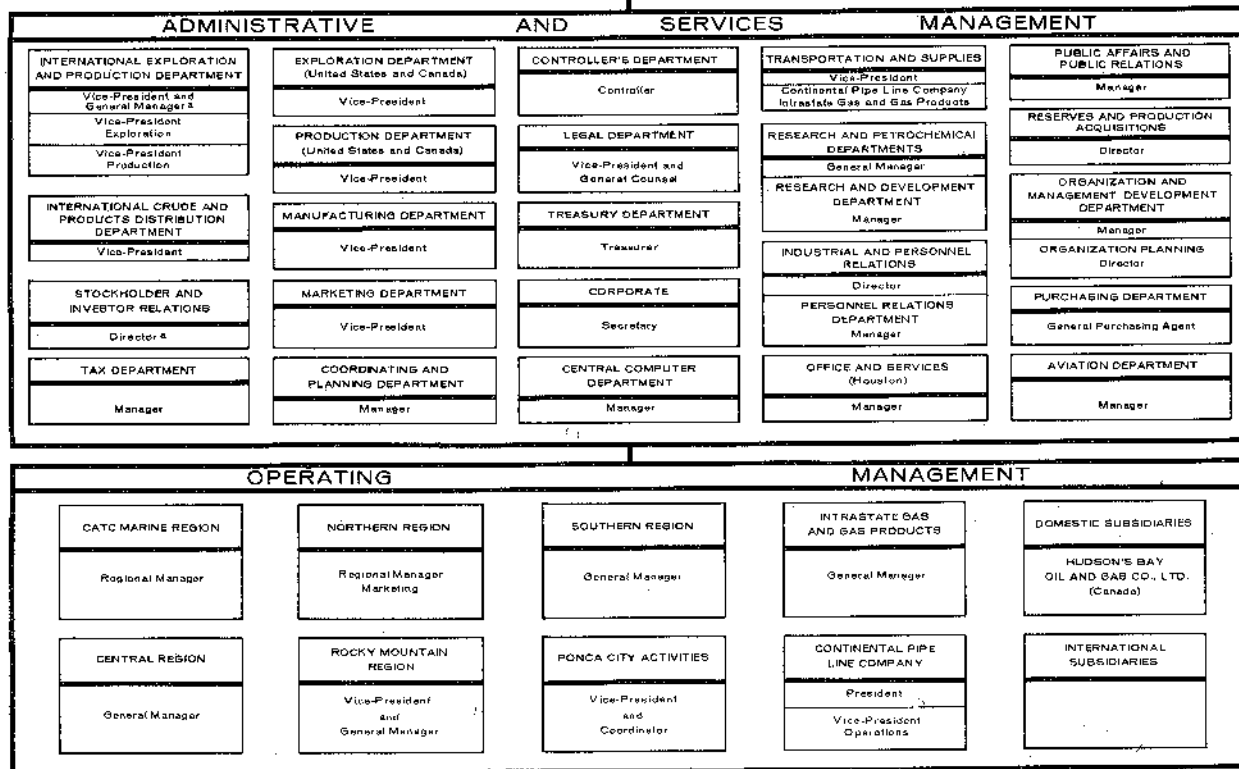 ADMINISTRATIVE AND SERVICES MANAGEMENT
INTERNATIONAL EXPLORATION
AND PRODUCTION DEPARTMENT
Vice-President and
General Manager a
Vice-President
Exploration
Vice-President
Production
INTERNATIONAL CRUDE AND
PRODUCTS DISTRIBUTION
DEPARTMENT
Vice-President
STOCKHOLDER AND
INVESTOR RELATIONS
Director a
TAX DEPARTMENT
Manager
EXPLORATION DEPARTMENT
(United States and Canada)
Vice-President
PRODUCTION DEPARTMENT
(United States and Canada)
Vice-President
MANUFACTURING DEPARTMENT
Vice-President
MARKETING DEPARTMENT
Vice-President
COORDINATING AND
PLANNING DEPARTMENT
Manager
CONTROLLER'S DEPARTMENT
Controller
LEGAL DEPARTMENT
Vice-President and
General Counsel
TREASURY DEPARTMENT
Treasurer
CORPORATE
Secretary
CENTRAL COMPUTER
DEPARTMENT
Manager
TRANSPORTATION AND SUPPLIES
Vice-President
Continental Pipe Line Company
Intrastate Gas and Gas Products
RESEARCH AND PETROCHEMICAL
DEPARTMENTS
General Manager
RESEARCH AND DEVELOPMENT
DEPARTMENT
Manager
INDUSTRIAL AND PERSONNEL
RELATIONS
Director
PERSONNEL RELATIONS
DEPARTMENT
Manager
OFFICE AND SERVICES
(Houston)
Manager
PUBLIC AFFAIRS AND
PUBLIC RELATIONS
Manager
RESERVES AND PRODUCTION
ACQUISITIONS
Director
ORGANIZATION AND
MANAGEMENT DEVELOPMENT
DEPARTMENT
Manager
ORGANIZATION PLANNING
Director
PURCHASING DEPARTMENT
General Purchasing Agent
AVIATION DEPARTMENT
Manager
OPERATING MANAGEMENT
CATC MARINE REGION
Regional Manager
NORTHERN REGION
Regional Manager
Marketing
SOUTHERN REGION
General Manager
INTRASTATE GAS
AND GAS PRODUCTS
General Manager
DOMESTIC SUBSIDIARIES
HUDSON'S BAY
OIL AND GAS CO., LTD.
(Canada)
CENTRAL REGION
General Manager
ROCKY MOUNTAIN
REGION
Vice-President
and
General Manager
PONCA CITY ACTIVITIES
Vice-President
and
Coordinator
CONTINENTAL PIPE
LINE COMPANY
President
Vice-President
Operations
INTERNATIONAL
SUBSIDIARIES